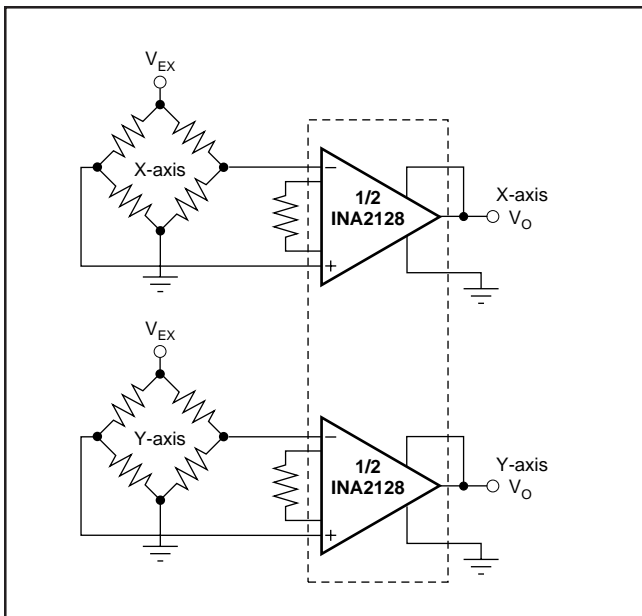 V_EX
X-axis
–
1/2
INA2128
+
X-axis
V_O
V_EX
Y-axis
–
1/2
INA2128
+
Y-axis
V_O